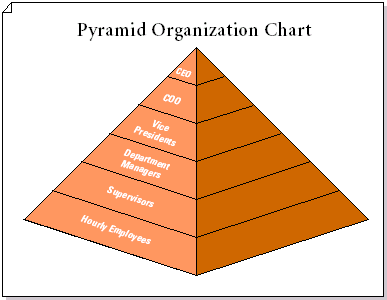 Pyramid Organization Chart
CEO
COO
Vice
Presidents
Department
Managers
Supervisors
Hourly Employees